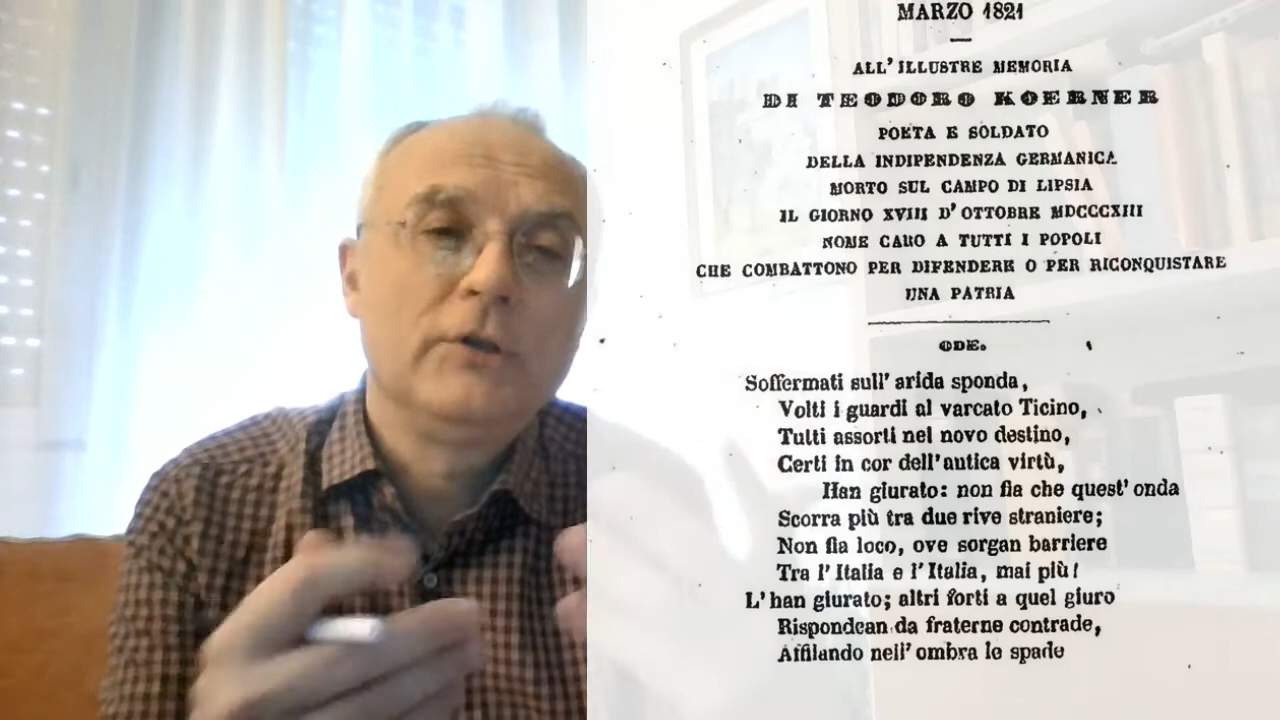 MARZO 1821
ALL' ILLUSTRE MEMORIA
DI TEODORO KOERNER
POETA E SOLDATO
DELLA INDIPENDENZA GERMANICA
MORTO SUL CAMPO DI LIPSIA
IL GIORNO XVIII D' OTTOBRE MDCCCXIII
NOME CARO A TUTTI I POPOLI
CHE COMBATTONO PER DIFENDERE O PER RICONQUISTARE
UNA PATRIA
ODE.
Soffermati sull' arida sponda,
Volti i guardi al varcato Ticino,
Tutti assorti nel novo destino,
Certi in cor dell' antica virtù,
Han giurato: non fia che quest' onda
Scorra più tra due rive straniere;
Non fia loco, ove sorgan barriere
Tra l' Italia e l' Italia, mai più!
L' han giurato; altri forti a quel giuro
Rispondean da fraterne contrade,
Affilando nell' ombra le spade